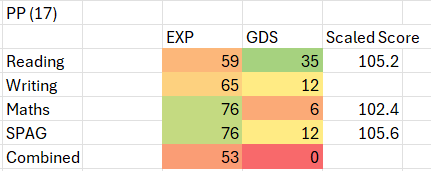 PP (17)
EXP GDS Scaled Score
Reading 59 35 105.2
Writing 65 12
Maths 76 6 102.4
SPAG 76 12 105.6
Combined 53 0